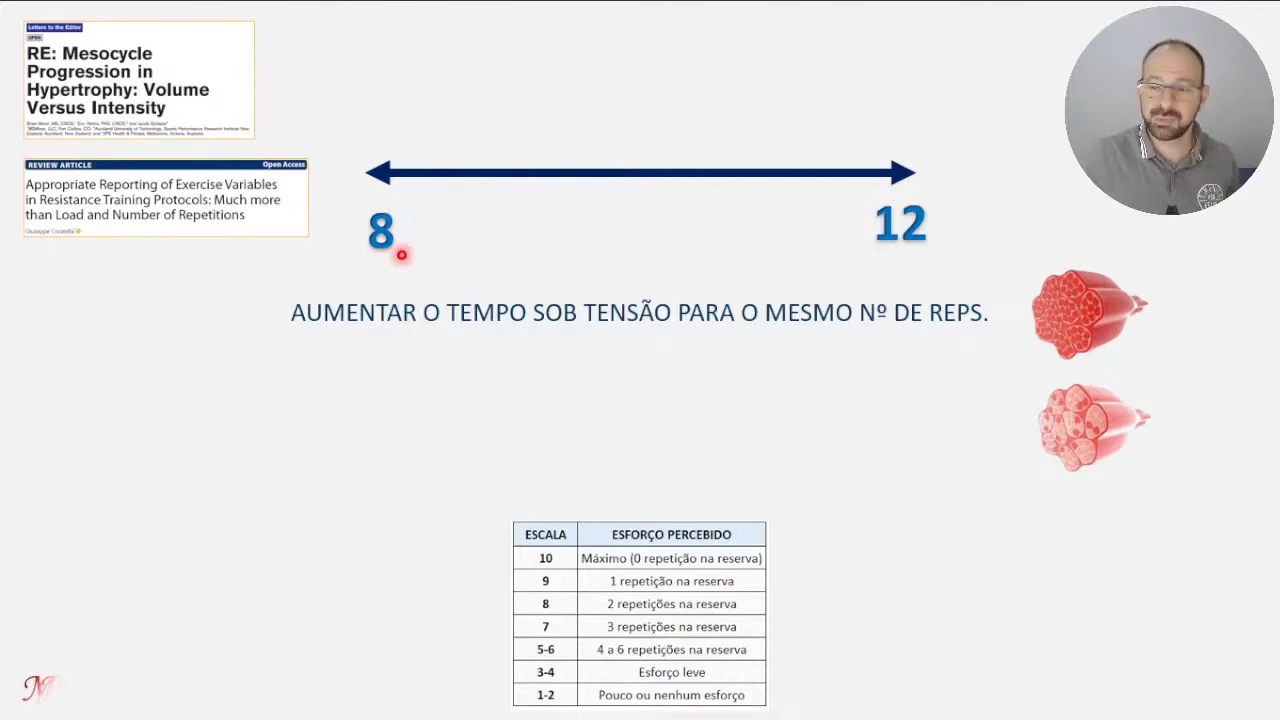 Letters to the Editor
OPEN
RE: Mesocycle
Progression in
Hypertrophy: Volume
Versus Intensity
REVIEW ARTICLE Open Access
Appropriate Reporting of Exercise Variables
in Resistance Training Protocols: Much more
than Load and Number of Repetitions
Giuseppe Coratella
8 12
AUMENTAR O TEMPO SOB TENSÃO PARA O MESMO Nº DE REPS.
ESCALA ESFORÇO PERCEBIDO
10 Máximo (0 repetição na reserva)
9 1 repetição na reserva
8 2 repetições na reserva
7 3 repetições na reserva
5-6 4 a 6 repetições na reserva
3-4 Esforço leve
1-2 Pouco ou nenhum esforço